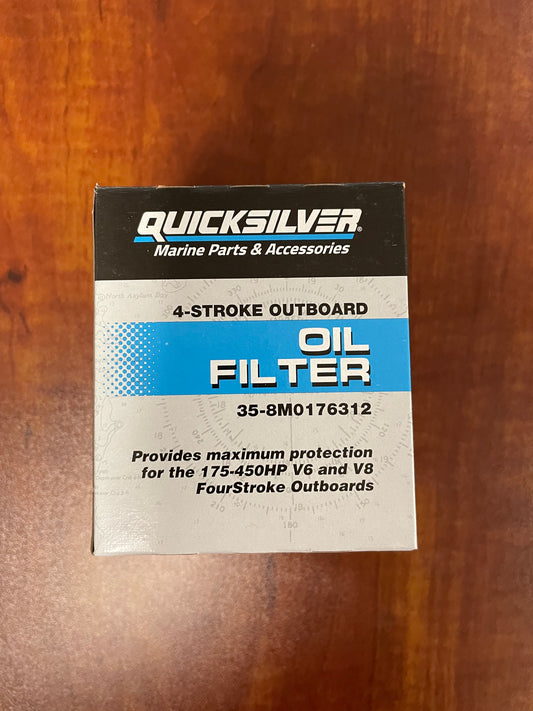 QUICKSILVER®
Marine Parts & Accessories
4-STROKE OUTBOARD
OIL
FILTER
35-8M0176312
Provides maximum protection
for the 175-450HP V6 and V8
FourStroke Outboards